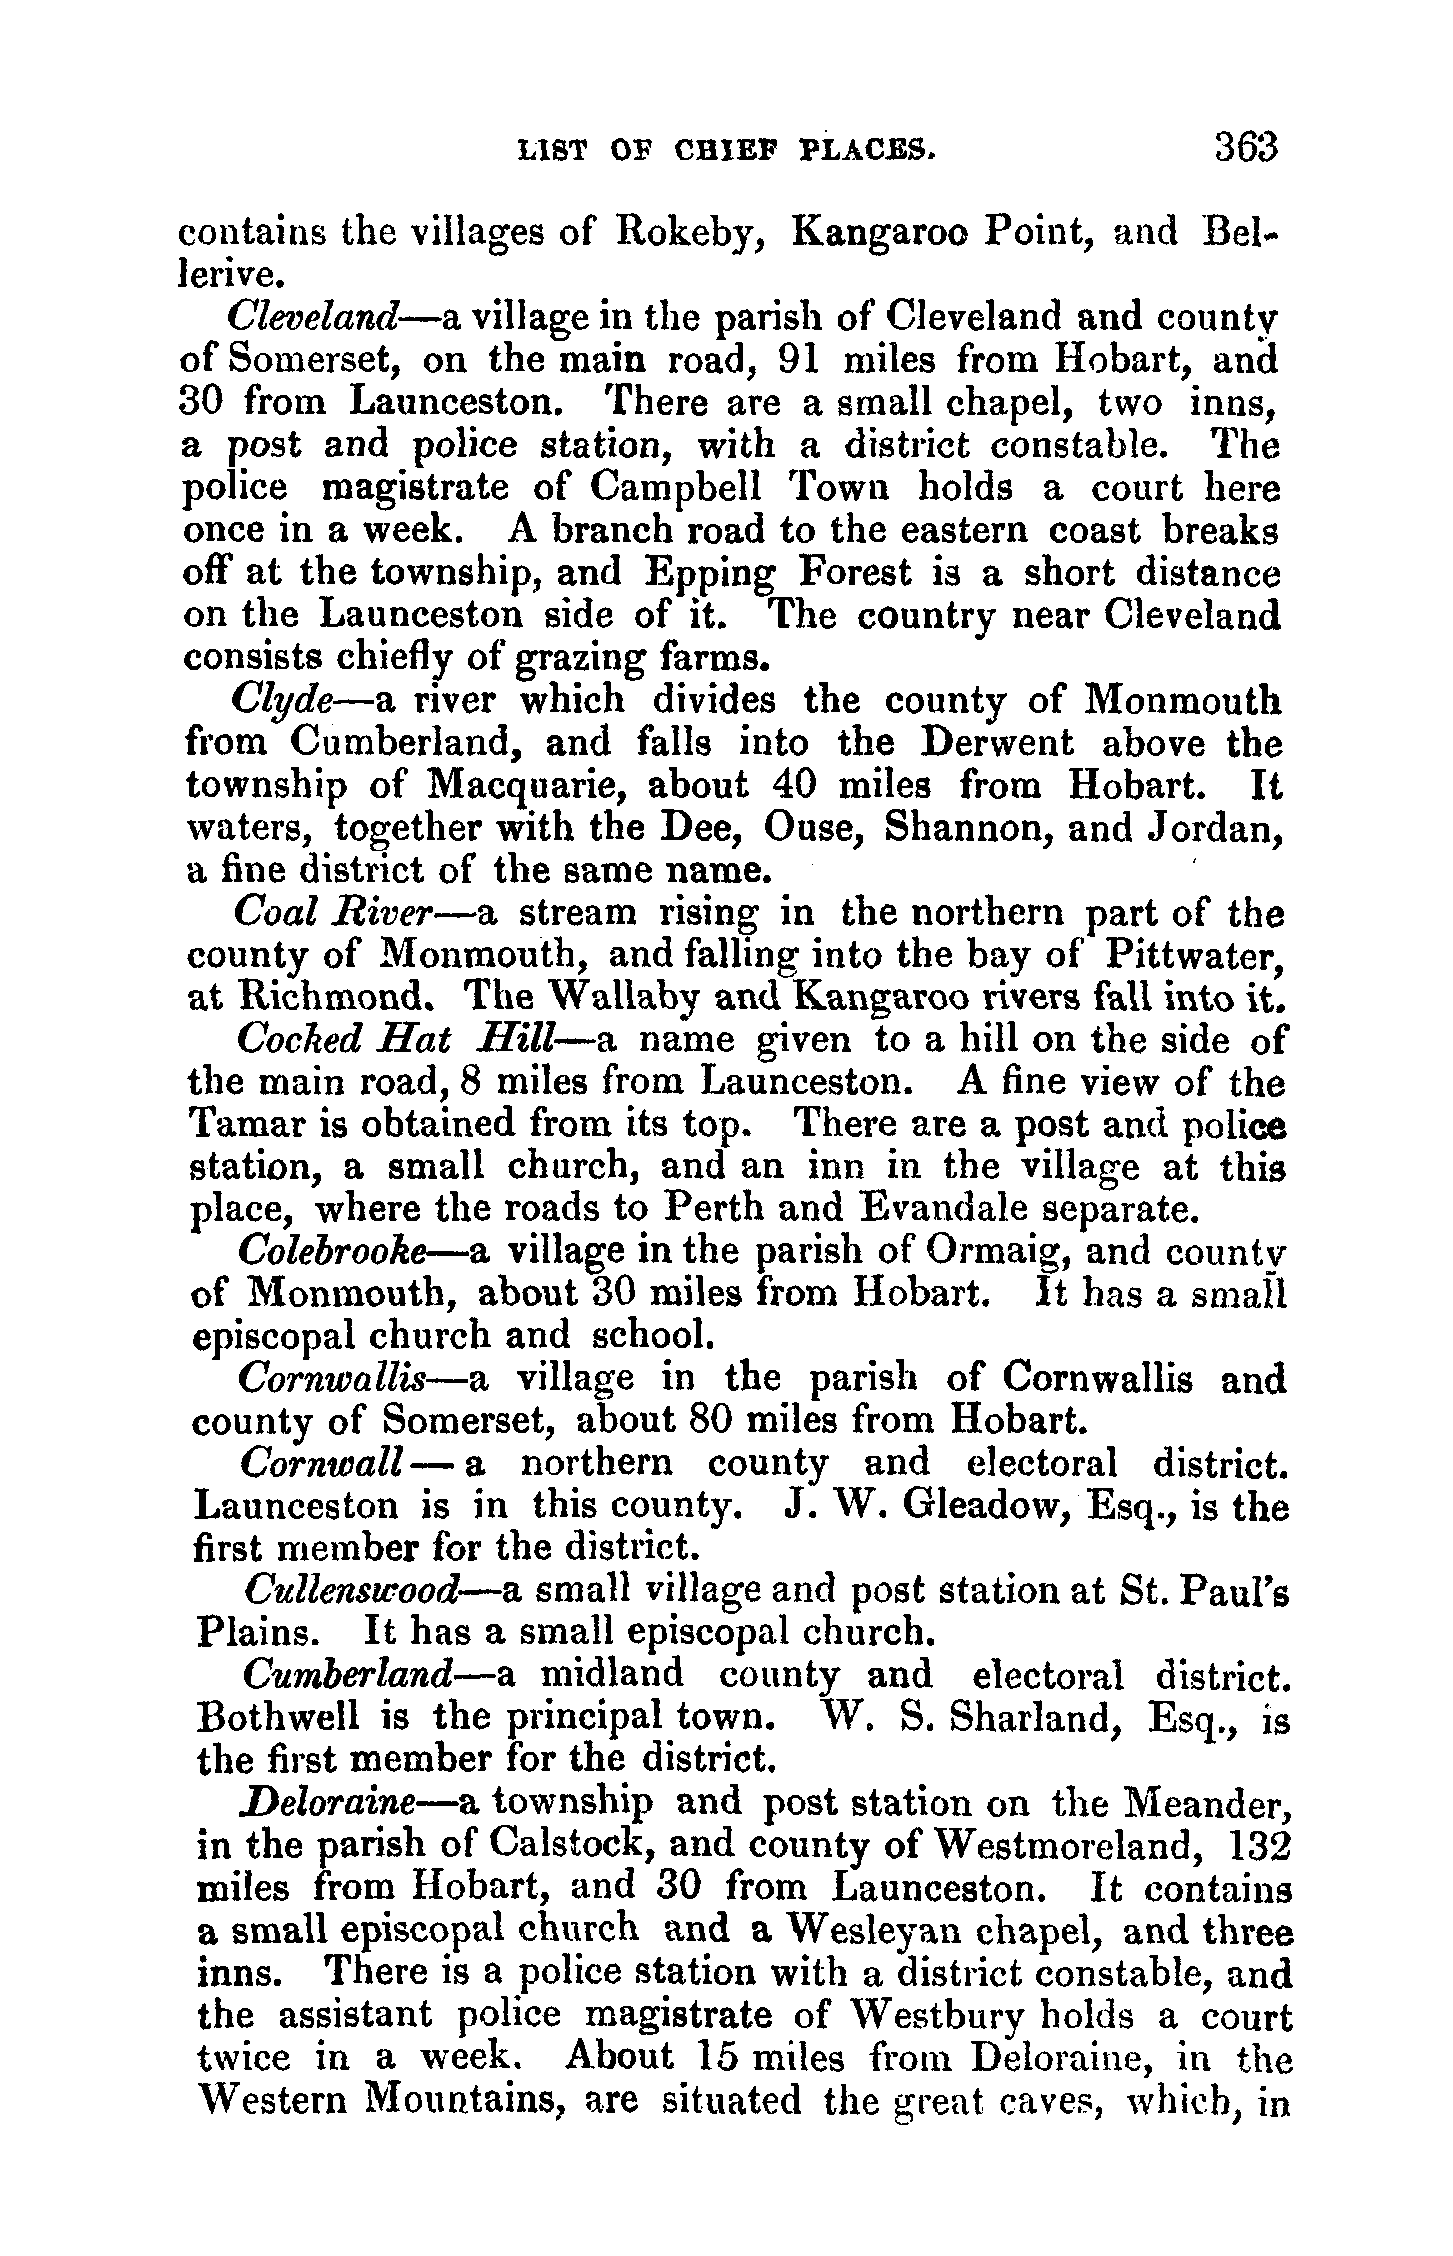 LIST OF CHIEF PLACES. 363
contains the villages of Rokeby, Kangaroo Point, and Bel-
lerive.
Cleveland—a village in the parish of Cleveland and county
of Somerset, on the main road, 91 miles from Hobart, and
30 from Launceston. There are a small chapel, two inns,
a post and police station, with a district constable. The
police magistrate of Campbell Town holds a court here
once in a week. A branch road to the eastern coast breaks
off at the township, and Epping Forest is a short distance
on the Launceston side of it. The country near Cleveland
consists chiefly of grazing farms.
Clyde—a river which divides the county of Monmouth
from Cumberland, and falls into the Derwent above the
township of Macquarie, about 40 miles from Hobart. It
waters, together with the Dee, Ouse, Shannon, and Jordan,
a fine district of the same name.
Coal River—a stream rising in the northern part of the
county of Monmouth, and falling into the bay of Pittwater,
at Richmond. The Wallaby and Kangaroo rivers fall into it.
Cocked Hat Hill—a name given to a hill on the side of
the main road, 8 miles from Launceston. A fine view of the
Tamar is obtained from its top. There are a post and police
station, a small church, and an inn in the village at this
place, where the roads to Perth and Evandale separate.
Colebrooke—a village in the parish of Ormaig, and county
of Monmouth, about 30 miles from Hobart. It has a small
episcopal church and school.
Cornwallis—a village in the parish of Cornwallis and
county of Somerset, about 80 miles from Hobart.
Cornwall—a northern county and electoral district.
Launceston is in this county. J. W. Gleadow, Esq., is the
first member for the district.
Cullenswood—a small village and post station at St. Paul's
Plains. It has a small episcopal church.
Cumberland—a midland county and electoral district.
Bothwell is the principal town. W. S. Sharland, Esq., is
the first member for the district.
Deloraine—a township and post station on the Meander,
in the parish of Calstock, and county of Westmoreland, 132
miles from Hobart, and 30 from Launceston. It contains
a small episcopal church and a Wesleyan chapel, and three
inns. There is a police station with a district constable, and
the assistant police magistrate of Westbury holds a court
twice in a week. About 15 miles from Deloraine, in the
Western Mountains, are situated the great caves, which, in